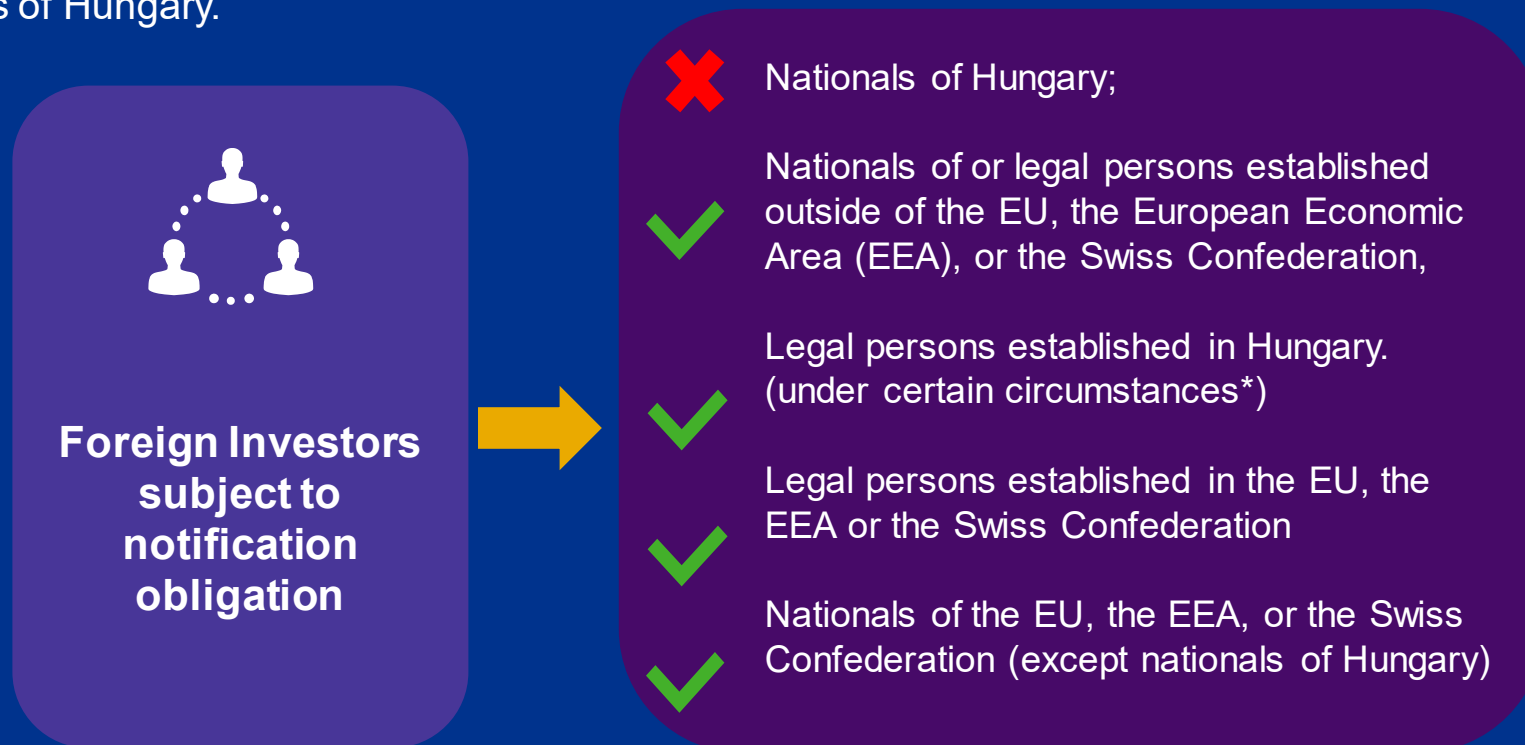 s of Hungary.
Foreign Investors
subject to
notification
obligation
Nationals of Hungary;
Nationals of or legal persons established
outside of the EU, the European Economic
Area (EEA), or the Swiss Confederation,
Legal persons established in Hungary.
(under certain circumstances*)
Legal persons established in the EU, the
EEA or the Swiss Confederation
Nationals of the EU, the EEA, or the Swiss
Confederation (except nationals of Hungary)